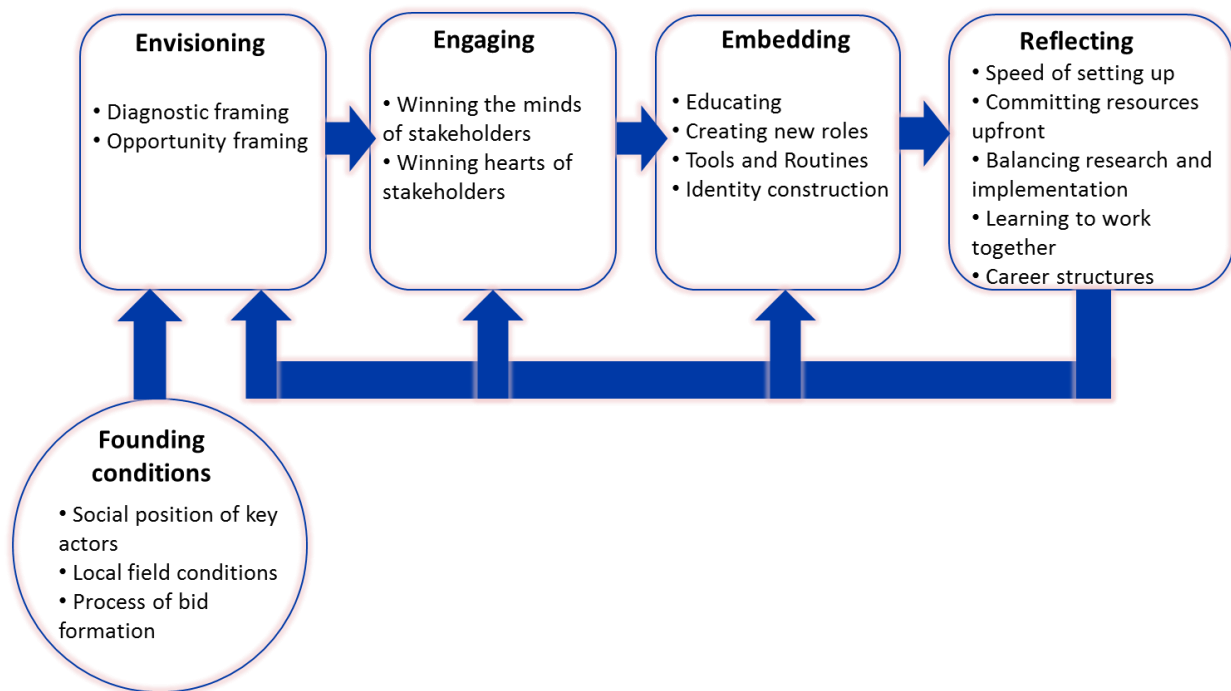 Envisioning
• Diagnostic framing
• Opportunity framing
Engaging
• Winning the minds
of stakeholders
• Winning hearts of
stakeholders
Embedding
• Educating
• Creating new roles
• Tools and Routines
• Identity construction
Reflecting
• Speed of setting up
• Committing resources
upfront
• Balancing research and
implementation
• Learning to work
together
• Career structures
Founding
conditions
• Social position of key
actors
• Local field conditions
• Process of bid
formation